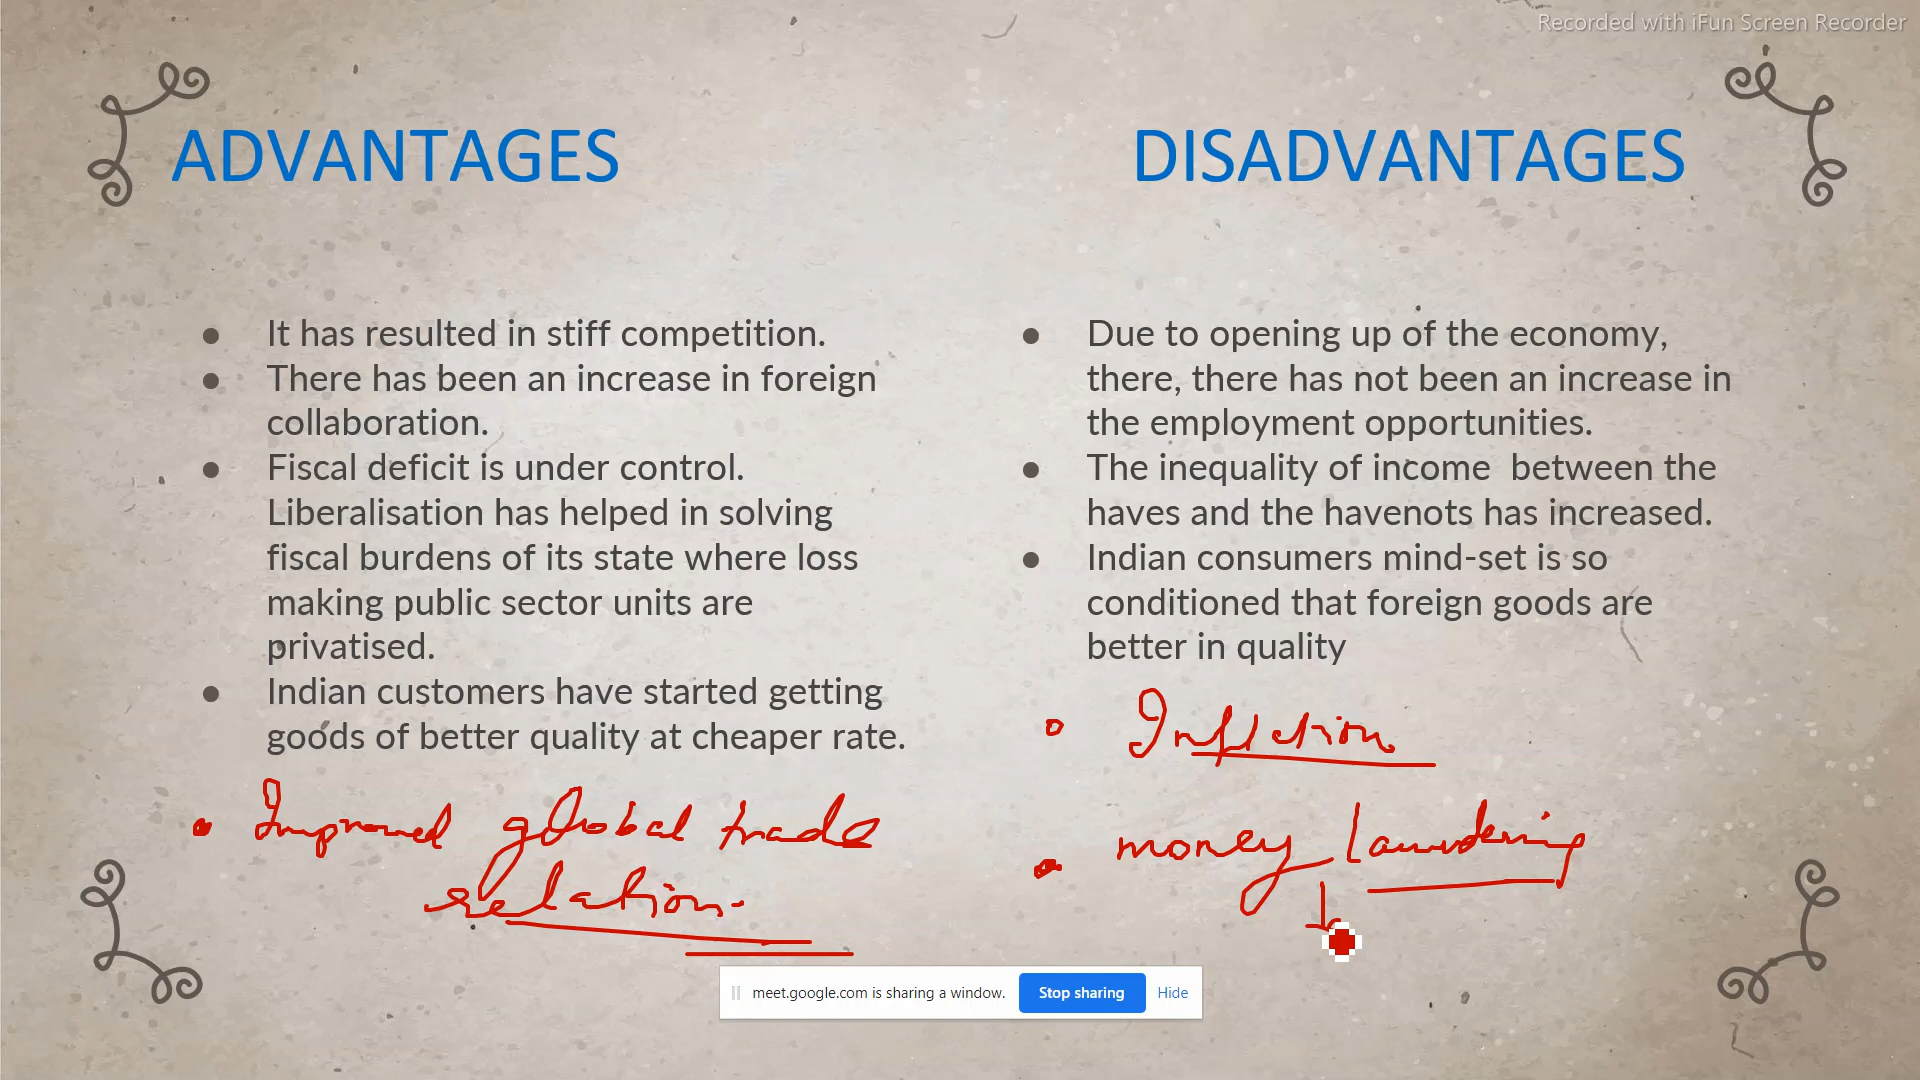 Recorded with iFun Screen Recorder
ADVANTAGES
It has resulted in stiff competition.
There has been an increase in foreign
collaboration.
Fiscal deficit is under control.
Liberalisation has helped in solving
fiscal burdens of its state where loss
making public sector units are
privatised.
Indian customers have started getting
goods of better quality at cheaper rate.
Improved global trade
relation.
DISADVANTAGES
Due to opening up of the economy,
there, there has not been an increase in
the employment opportunities.
The inequality of income  between the
haves and the havenots has increased.
Indian consumers mind-set is so
conditioned that foreign goods are
better in quality
Inflation
money laundering
meet.google.com is sharing a window. Stop sharing Hide